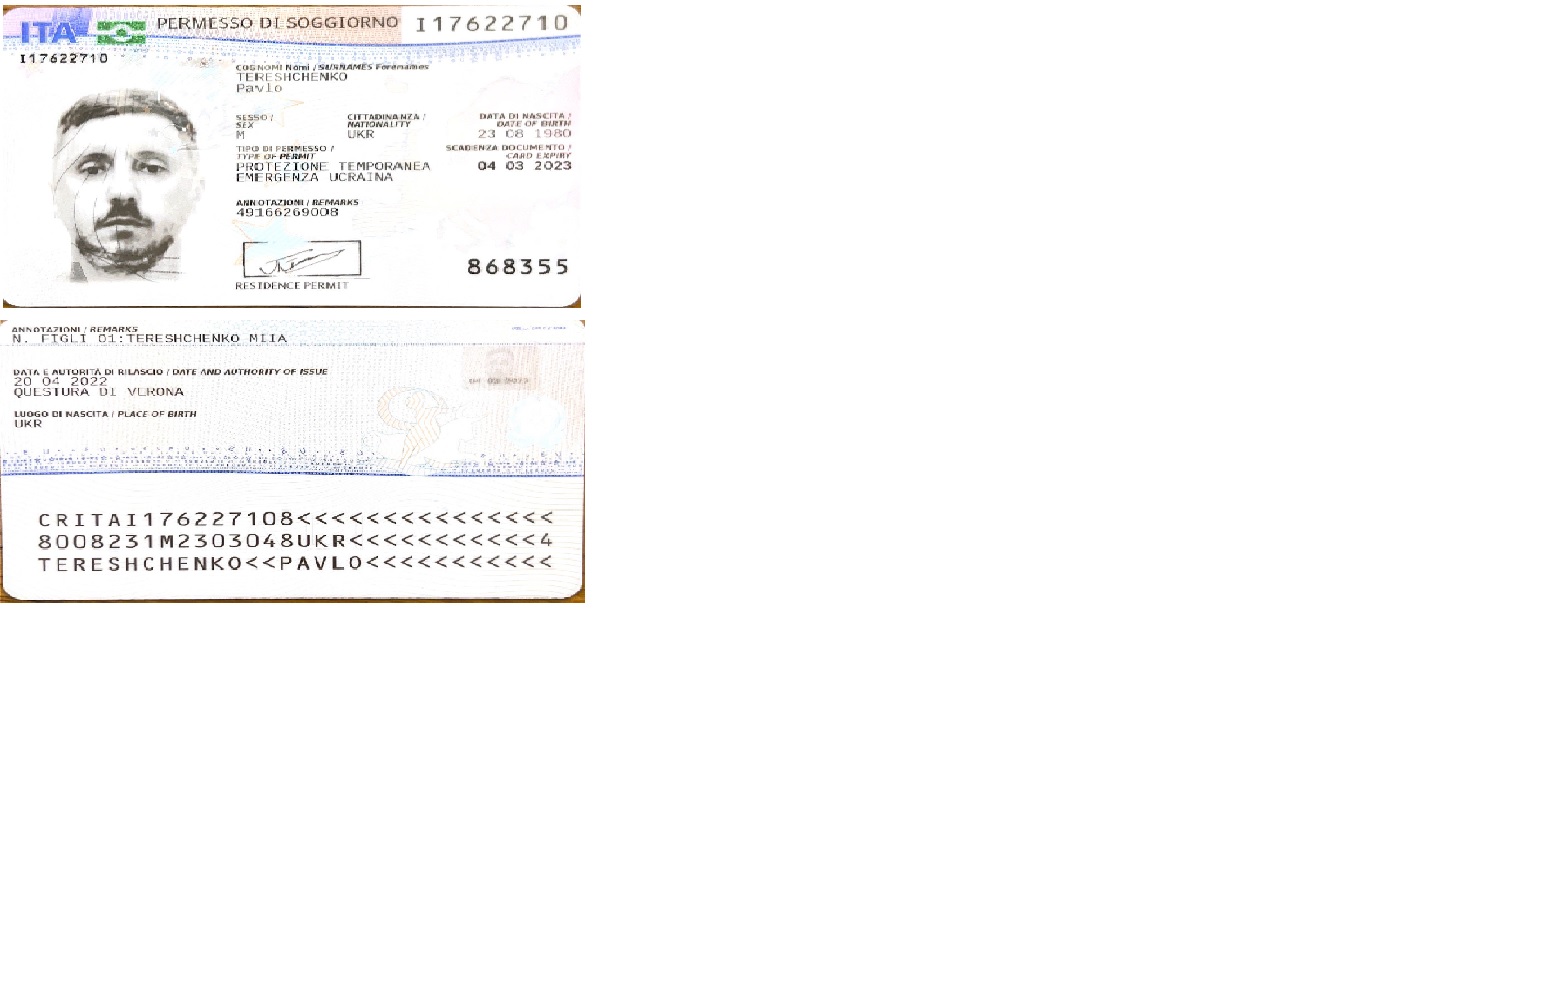 ITA PERMESSO DI SOGGIORNO I17622710
I17622710
COGNOMI Nomi / SURNAMES Forenames
TERESHCHENKO
Pavlo
SESSO / SEX
M
CITTADINANZA / NATIONALITY
UKR
DATA DI NASCITA / DATE OF BIRTH
23 08 1980
TIPO DI PERMESSO / TYPE OF PERMIT
PROTEZIONE TEMPORANEA
EMERGENZA UCRAINA
SCADENZA DOCUMENTO / CARD EXPIRY
04 03 2023
ANNOTAZIONI / REMARKS
49166269008
868355
RESIDENCE PERMIT
ANNOTAZIONI / REMARKS
N. FIGLI 01:TERESHCHENKO MIIA
DATA E AUTORITÀ DI RILASCIO / DATE AND AUTHORITY OF ISSUE
20 04 2022
QUESTURA DI VERONA
LUOGO DI NASCITA / PLACE OF BIRTH
UKR
CRITAI176227108<<<<<<<<<<<<<<<
8008231M2303048UKR<<<<<<<<<<<4
TERESHCHENKO<<PAVLO<<<<<<<<<<<